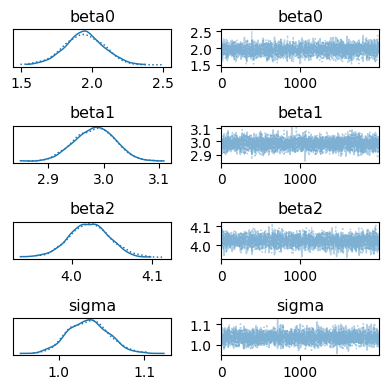 beta0 beta0
2.5
2.0
1.5
1.5 2.0 2.5 0 1000
beta1 beta1
3.1
3.0
2.9
2.9 3.0 3.1 0 1000
beta2 beta2
4.1
4.0
4.0 4.1 0 1000
sigma sigma
1.1
1.0
1.0 1.1 0 1000